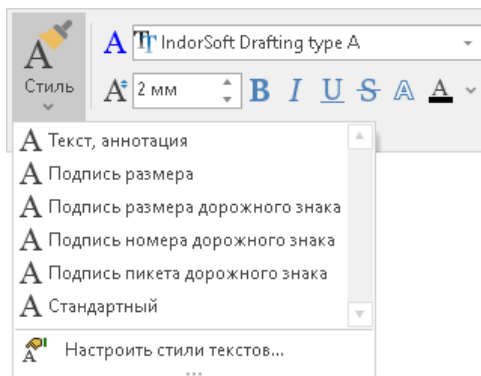 IndorSoft Drafting type A
Стиль
2 мм
B I U S A A
Текст, аннотация
Подпись размера
Подпись размера дорожного знака
Подпись номера дорожного знака
Подпись пикета дорожного знака
Стандартный
Настроить стили текстов...